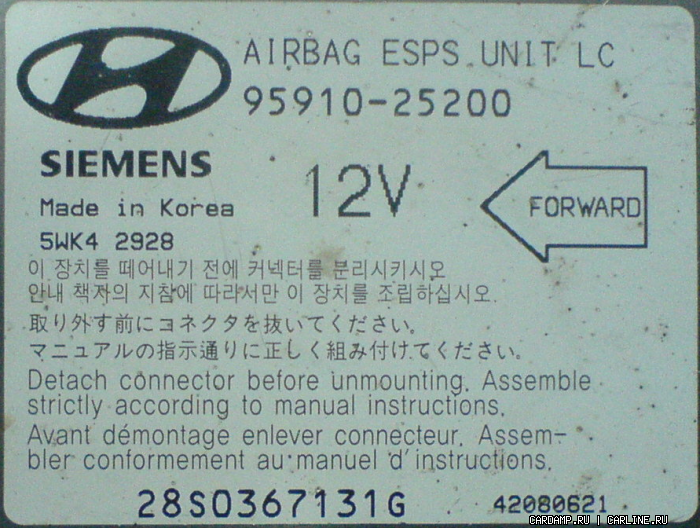 AIRBAG ESPS UNIT LC
95910-25200
SIEMENS
12V
FORWARD
Made in Korea
5WK4 2928
이 장치를 떼어내기 전에 커넥터를 분리시키시오
안내 책자의 지침에 따라서만 이 장치를 조립하십시오.
取り外す前にコネクタを抜いてください。
マニュアルの指示通りに正しく組み付けてください。
Detach connector before unmounting. Assemble
strictly according to manual instructions.
Avant démontage enlever connecteur. Assem-
bler conformement au manuel d'instructions.
28S0367131G
42080621
CARDAMP.RU | CARLINE.RU